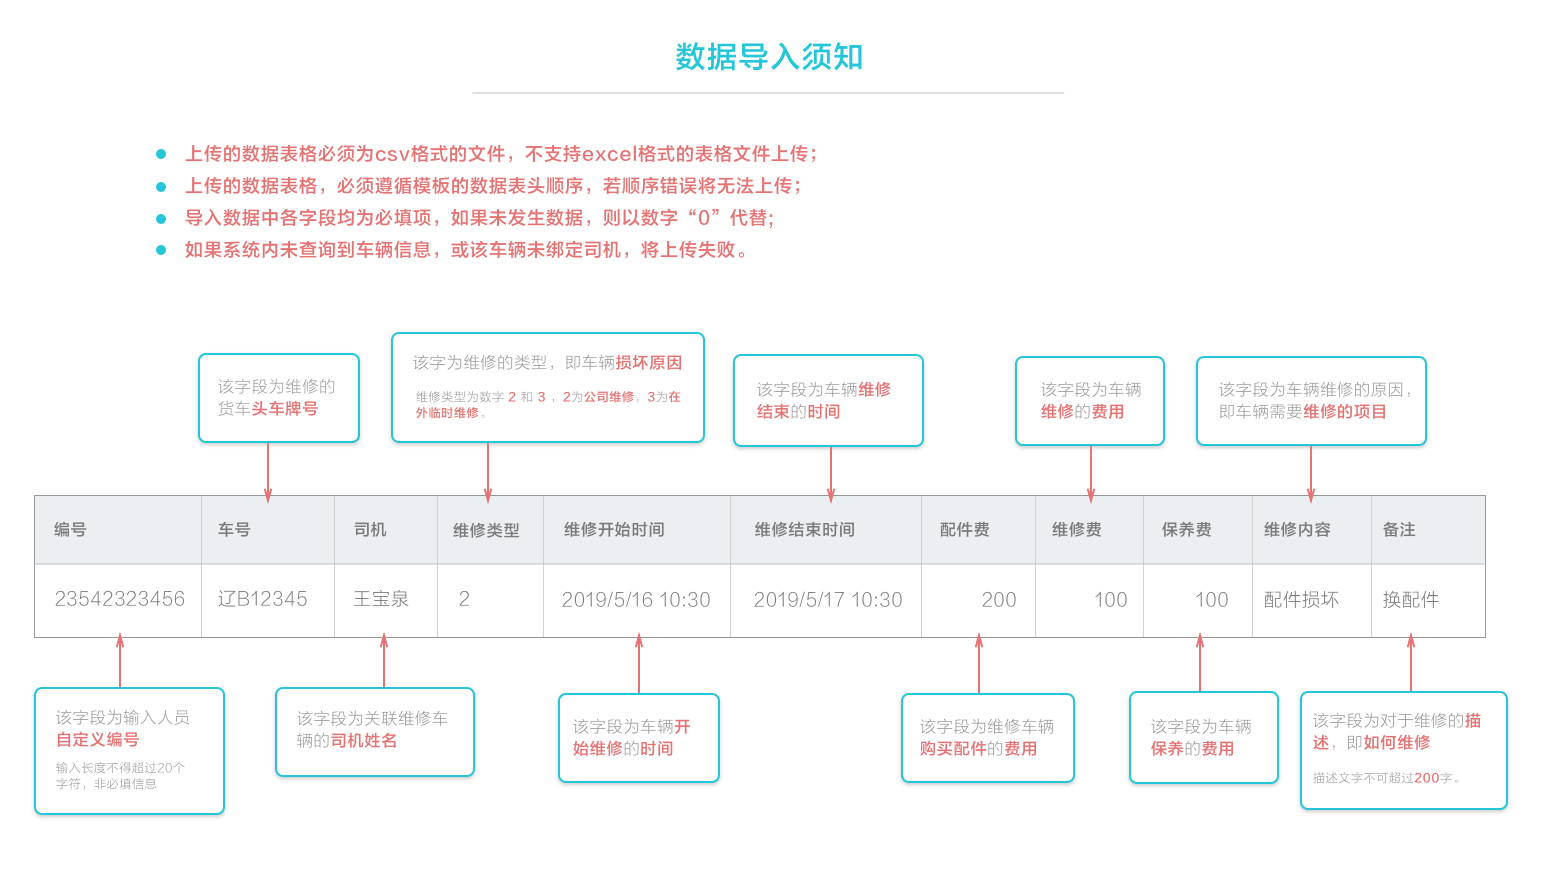 数据导入须知
上传的数据表格必须为csv格式的文件，不支持excel格式的表格文件上传；
上传的数据表格，必须遵循模板的数据表头顺序，若顺序错误将无法上传；
导入数据中各字段均为必填项，如果未发生数据，则以数字“0”代替；
如果系统内未查询到车辆信息，或该车辆未绑定司机，将上传失败。
该字段为维修的
货车头车牌号
该字为维修的类型，即车辆损坏原因
维修类型为数字 2 和 3 ，2为公司维修，3为在
外临时维修。
该字段为车辆维修
结束的时间
该字段为车辆
维修的费用
该字段为车辆维修的原因，
即车辆需要维修的项目
编号 车号 司机 维修类型 维修开始时间 维修结束时间 配件费 维修费 保养费 维修内容 备注
23542323456 辽B12345 王宝泉 2 2019/5/16 10:30 2019/5/17 10:30 200 100 100 配件损坏 换配件
该字段为输入人员
自定义编号
输入长度不得超过20个
字符，非必填信息
该字段为关联维修车
辆的司机姓名
该字段为车辆开
始维修的时间
该字段为维修车辆
购买配件的费用
该字段为车辆
保养的费用
该字段为对于维修的描
述，即如何维修
描述文字不可超过200字。